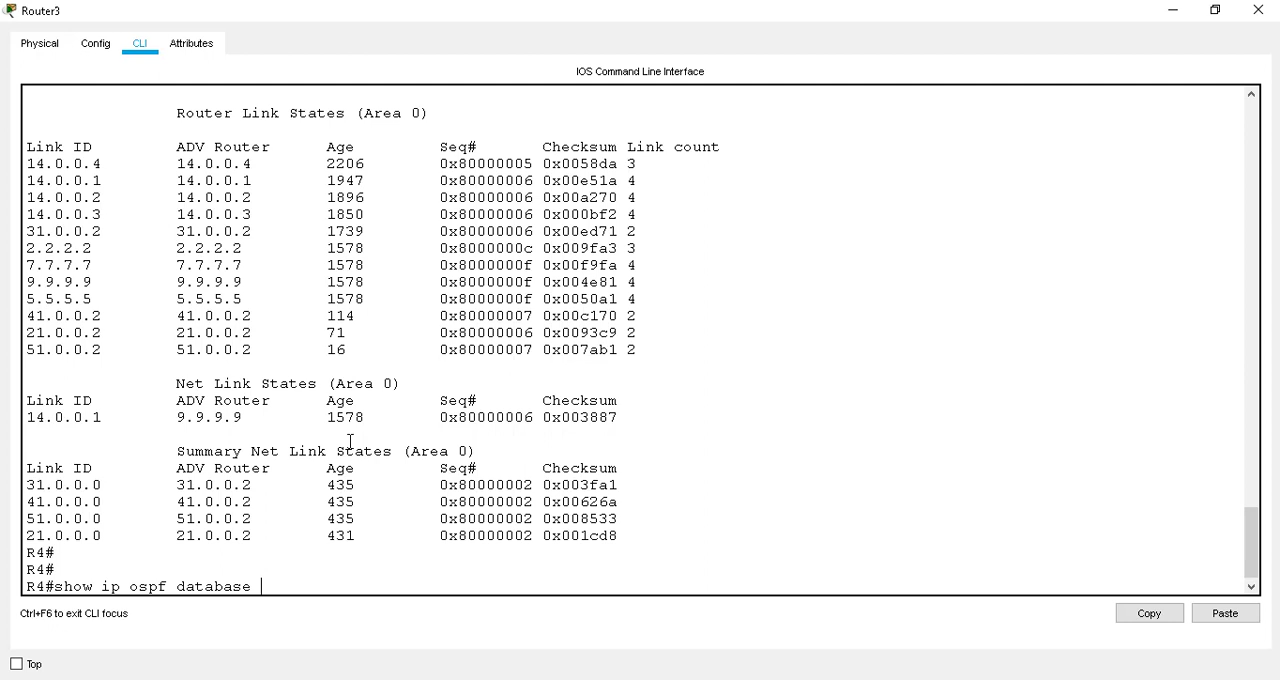 Router3
Physical Config CLI Attributes
IOS Command Line Interface
Router Link States (Area 0)
Link ID ADV Router Age Seq# Checksum Link count
14.0.0.4 14.0.0.4 2206 0x80000005 0x0058da 3
14.0.0.1 14.0.0.1 1947 0x80000006 0x00e51a 4
14.0.0.2 14.0.0.2 1896 0x80000006 0x00a270 4
14.0.0.3 14.0.0.3 1850 0x80000006 0x000bf2 4
31.0.0.2 31.0.0.2 1739 0x80000006 0x00ed71 2
2.2.2.2 2.2.2.2 1578 0x8000000c 0x009fa3 3
7.7.7.7 7.7.7.7 1578 0x8000000f 0x00f9fa 4
9.9.9.9 9.9.9.9 1578 0x8000000f 0x004e81 4
5.5.5.5 5.5.5.5 1578 0x8000000f 0x0050a1 4
41.0.0.2 41.0.0.2 114 0x80000007 0x00c170 2
21.0.0.2 21.0.0.2 71 0x80000006 0x0093c9 2
51.0.0.2 51.0.0.2 16 0x80000007 0x007ab1 2
Net Link States (Area 0)
Link ID ADV Router Age Seq# Checksum
14.0.0.1 9.9.9.9 1578 0x80000006 0x003887
Summary Net Link States (Area 0)
Link ID ADV Router Age Seq# Checksum
31.0.0.0 31.0.0.2 435 0x80000002 0x003fa1
41.0.0.0 41.0.0.2 435 0x80000002 0x00626a
51.0.0.0 51.0.0.2 435 0x80000002 0x008533
21.0.0.0 21.0.0.2 431 0x80000002 0x001cd8
R4#
R4#
R4#show ip ospf database
Ctrl+F6 to exit CLI focus
Copy Paste
Top